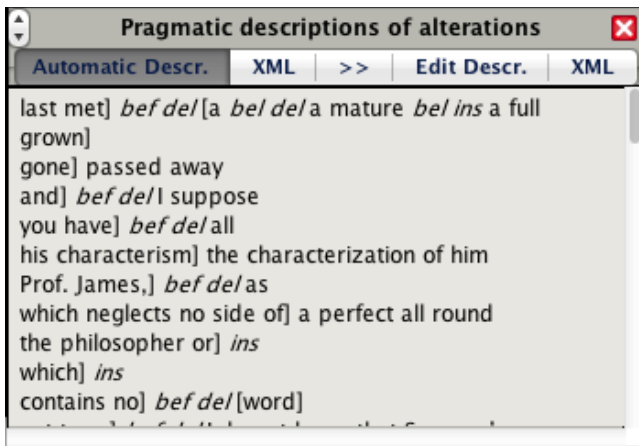 Pragmatic descriptions of alterations
Automatic Descr. XML >> Edit Descr. XML
last met] bef del [a bel del a mature bel ins a full
grown]
gone] passed away
and] bef del I suppose
you have] bef del all
his characterism] the characterization of him
Prof. James,] bef del as
which neglects no side of] a perfect all round
the philosopher or] ins
which] ins
contains no] bef del [word]